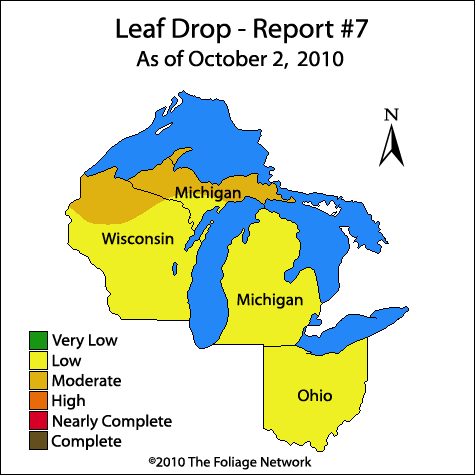 Leaf Drop - Report #7
As of October 2, 2010
N
Michigan
Wisconsin
Michigan
Ohio
Very Low
Low
Moderate
High
Nearly Complete
Complete
©2010 The Foliage Network